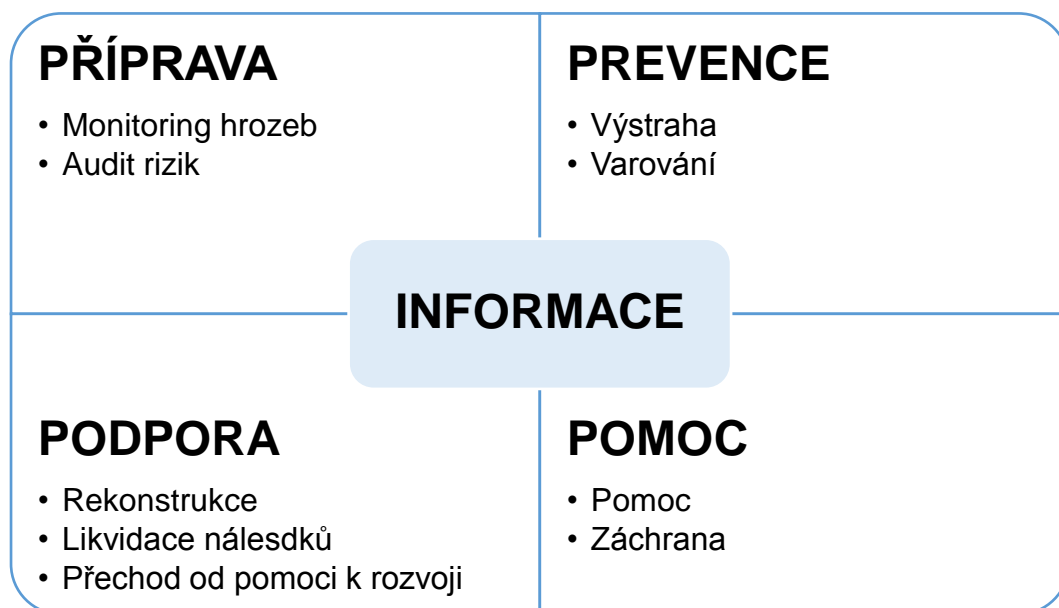 PŘÍPRAVA
• Monitoring hrozeb
• Audit rizik
PREVENCE
• Výstraha
• Varování
INFORMACE
PODPORA
• Rekonstrukce
• Likvidace nálesdků
• Přechod od pomoci k rozvoji
POMOC
• Pomoc
• Záchrana